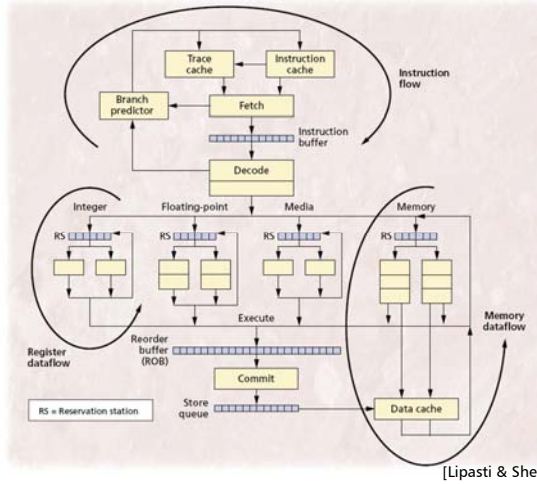 Trace
cache
Instruction
cache
Instruction
flow
Branch
predictor
Fetch
Instruction
buffer
Decode
Integer
Floating-point
Media
Memory
RS
RS
RS
RS
Execute
Register
dataflow
Memory
dataflow
Reorder
buffer
(ROB)
Commit
Store
queue
Data cache
RS = Reservation station
[Lipasti & She